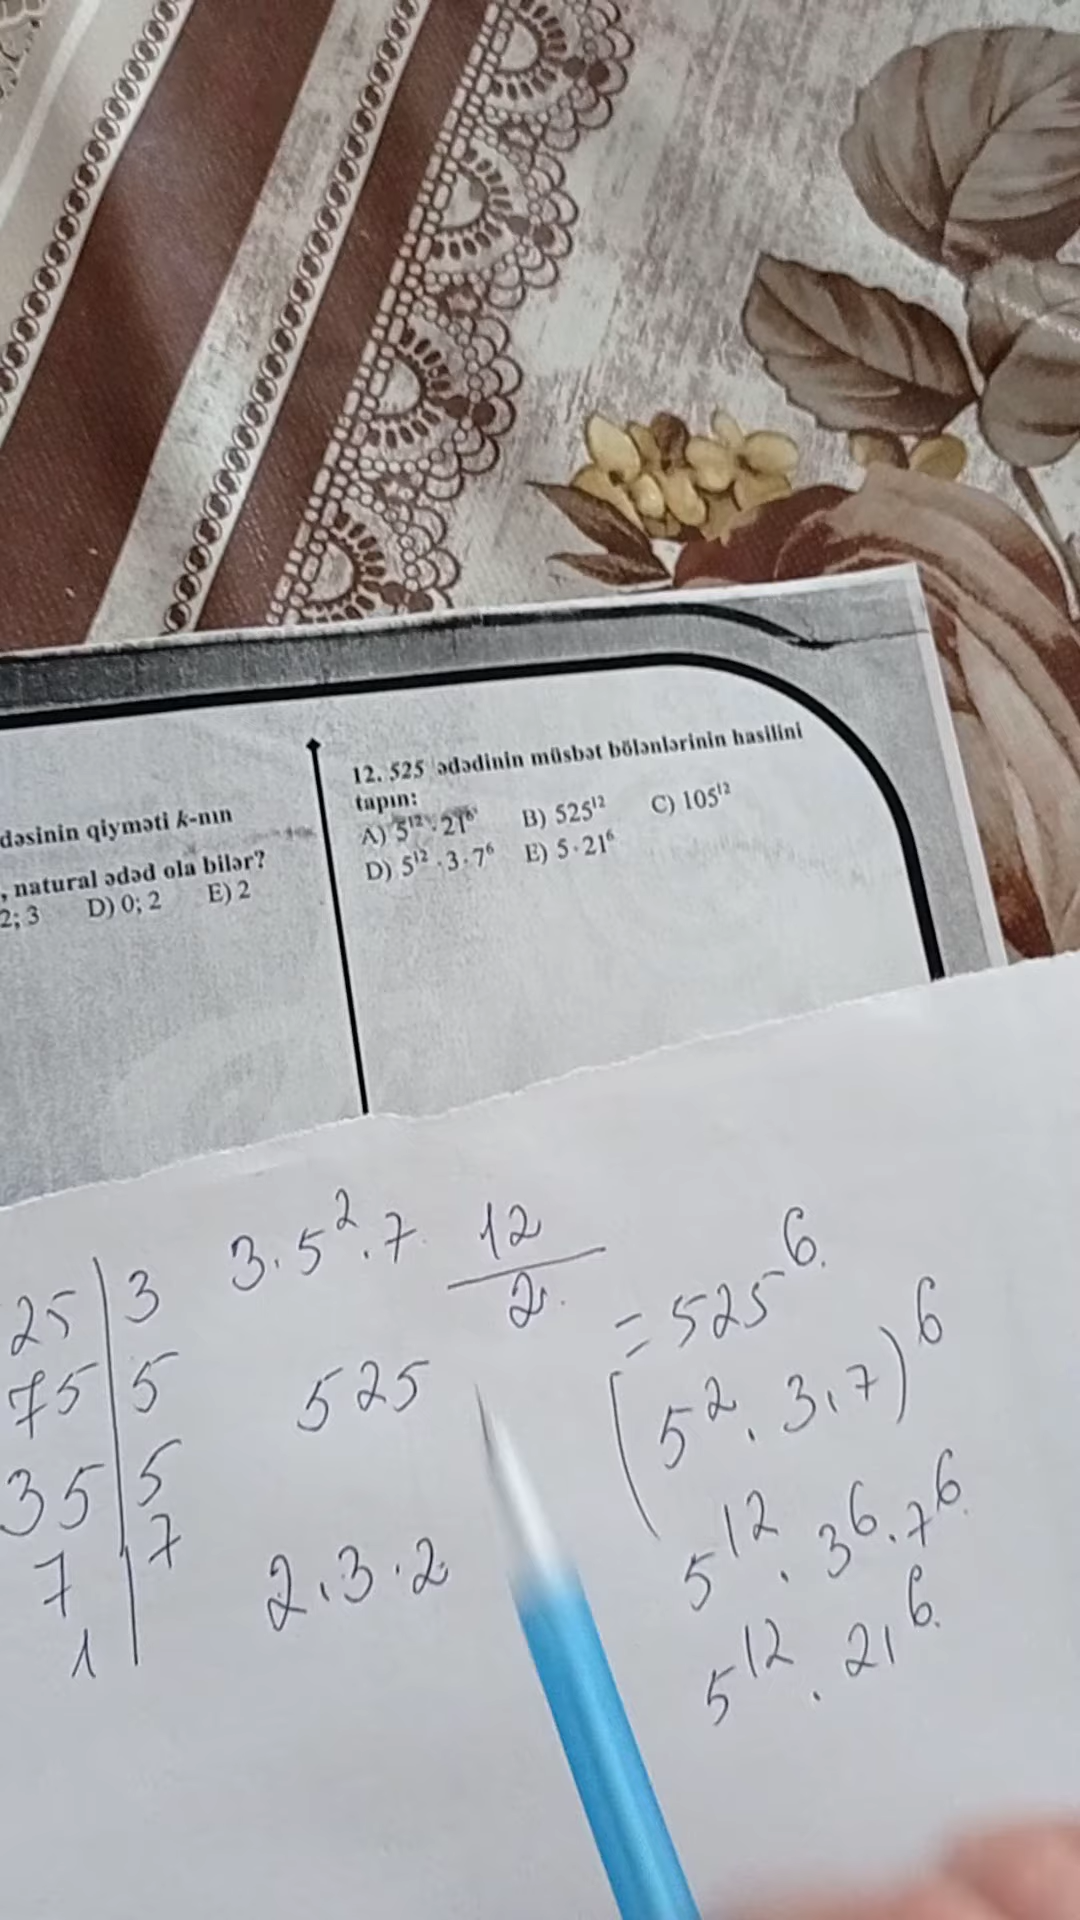 dəsinin qiyməti k-nın
, natural ədəd ola bilər?
2; 3 D) 0; 2 E) 2
12. 525 ədədinin müsbət bölənlərinin hasilini
tapın:
A) 5¹²·21⁶ B) 525¹² C) 105¹²
D) 5¹²·3·7⁶ E) 5·21⁶
25 | 3
75 | 5
35 | 5
7 | 7
1
3·5²·7
12
2
525
2·3·2
=525⁶
(5²·3·7)⁶
5¹²·3⁶·7⁶
5¹²·21⁶